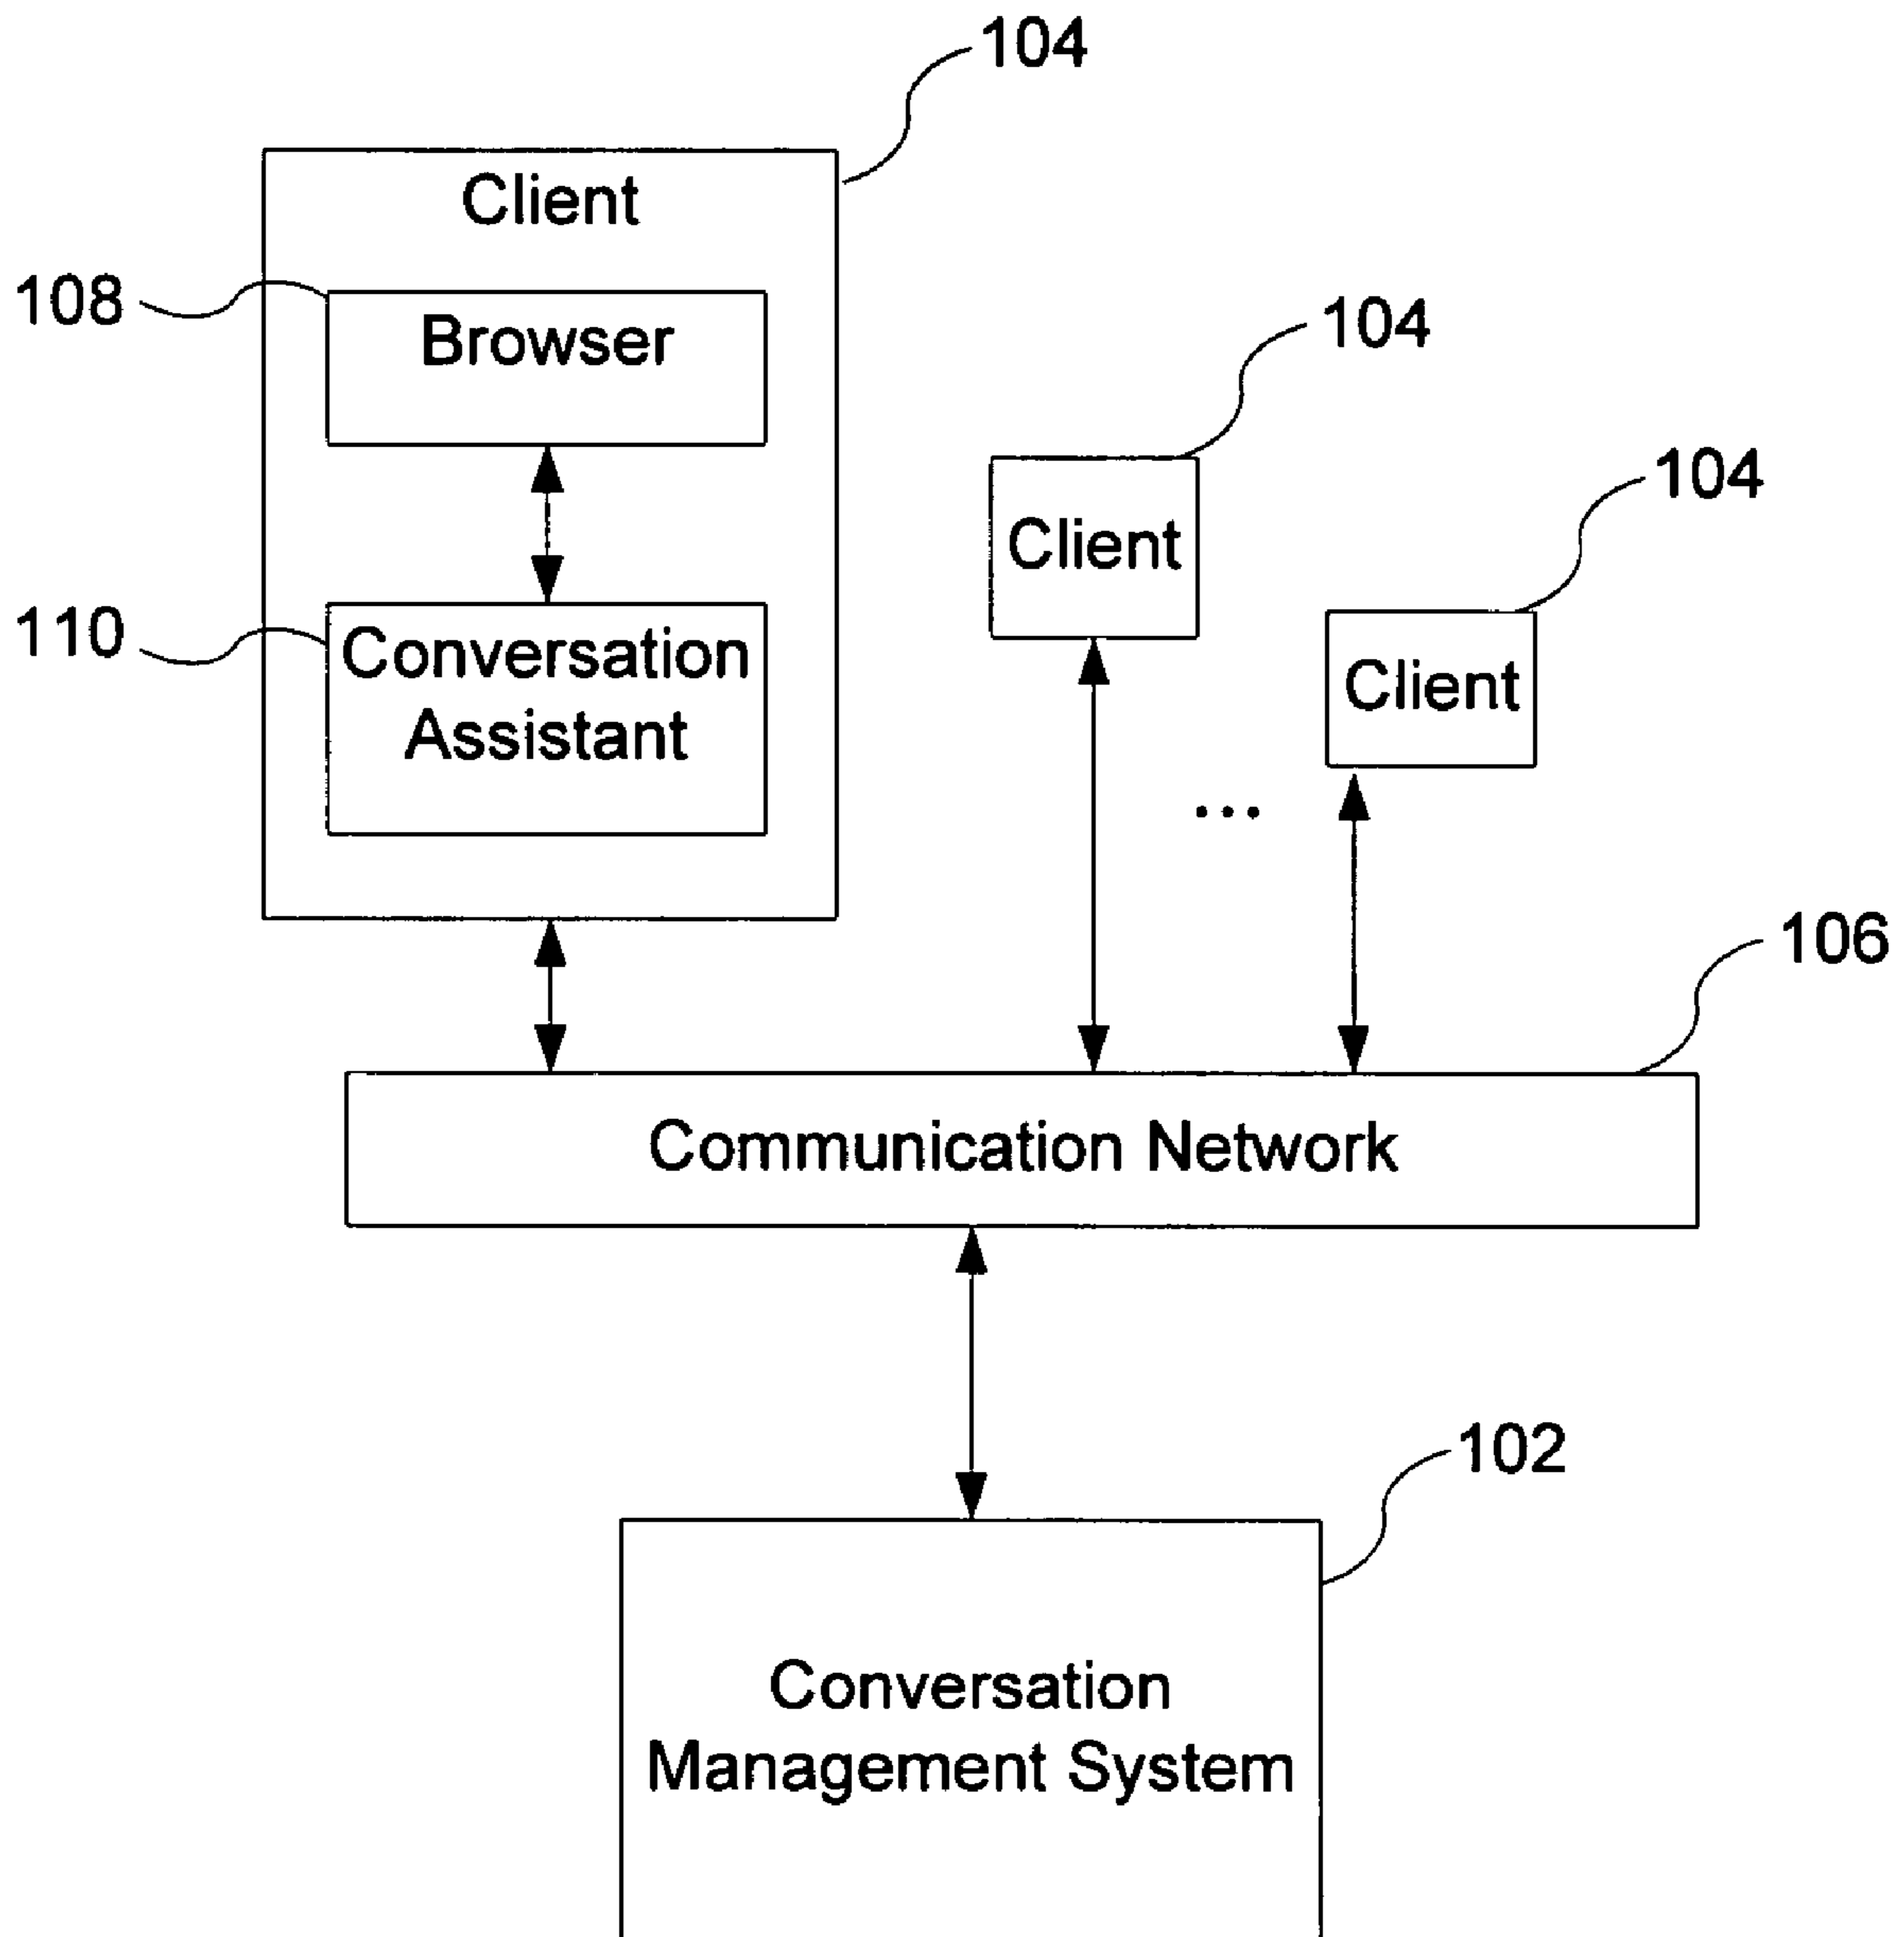 104
Client
108
Browser
104
104
Client
110
Conversation
Assistant
Client
...
106
Communication Network
102
Conversation
Management System